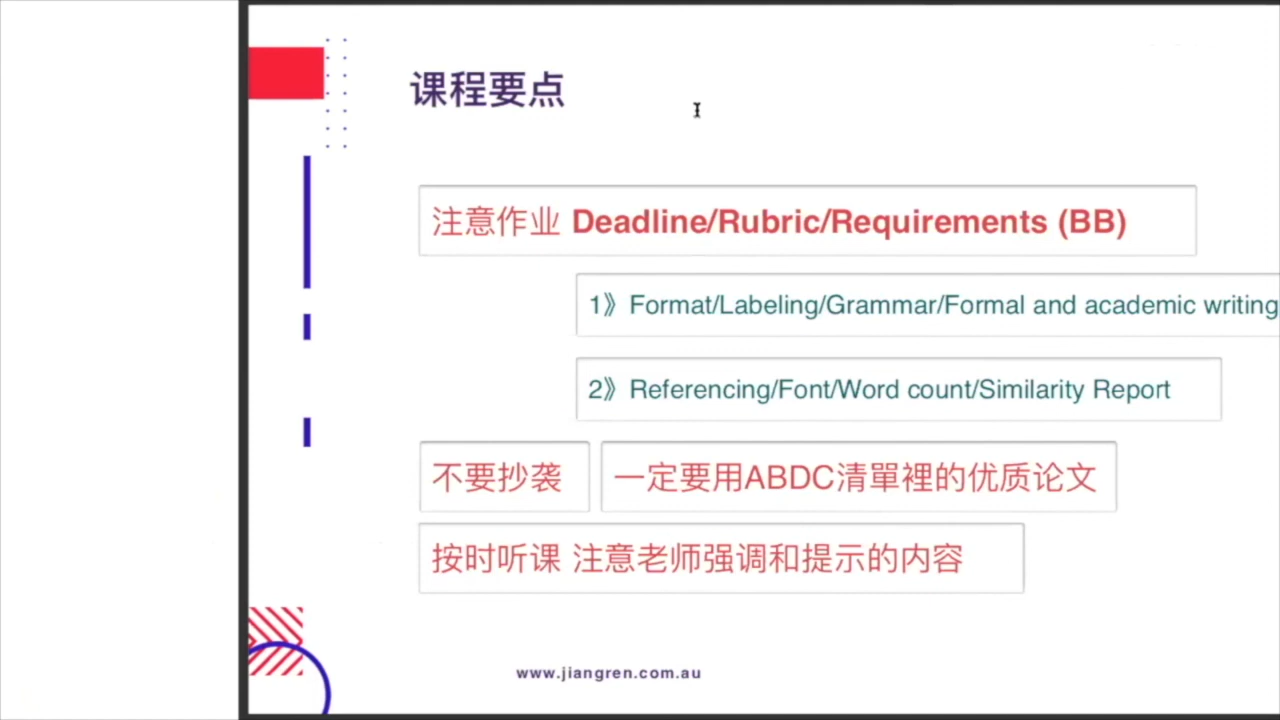 课程要点
注意作业 Deadline/Rubric/Requirements (BB)
1》Format/Labeling/Grammar/Formal and academic writing
2》Referencing/Font/Word count/Similarity Report
不要抄袭 一定要用ABDC清單裡的优质论文
按时听课 注意老师强调和提示的内容
www.jiangren.com.au